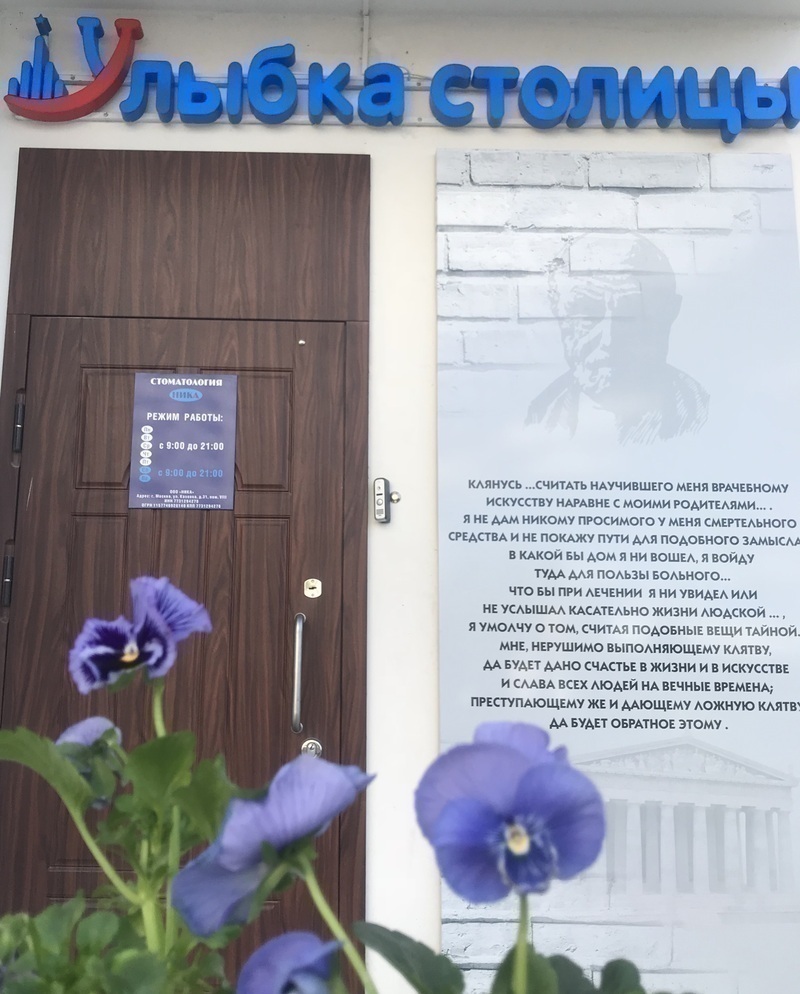 Улыбка столицы
СТОМАТОЛОГИЯ
НИКА
РЕЖИМ РАБОТЫ:
с 9:00 до 21:00
с 9:00 до 21:00
ООО «НИКА»
КЛЯНУСЬ ...СЧИТАТЬ НАУЧИВШЕГО МЕНЯ ВРАЧЕБНОМУ
ИСКУССТВУ НАРАВНЕ С МОИМИ РОДИТЕЛЯМИ... .
Я НЕ ДАМ НИКОМУ ПРОСИМОГО У МЕНЯ СМЕРТЕЛЬНОГО
СРЕДСТВА И НЕ ПОКАЖУ ПУТИ ДЛЯ ПОДОБНОГО ЗАМЫСЛА
В КАКОЙ БЫ ДОМ Я НИ ВОШЕЛ, Я ВОЙДУ
ТУДА ДЛЯ ПОЛЬЗЫ БОЛЬНОГО...
ЧТО БЫ ПРИ ЛЕЧЕНИИ Я НИ УВИДЕЛ ИЛИ
НЕ УСЛЫШАЛ КАСАТЕЛЬНО ЖИЗНИ ЛЮДСКОЙ ... ,
Я УМОЛЧУ О ТОМ, СЧИТАЯ ПОДОБНЫЕ ВЕЩИ ТАЙНОЙ.
МНЕ, НЕРУШИМО ВЫПОЛНЯЮЩЕМУ КЛЯТВУ,
ДА БУДЕТ ДАНО СЧАСТЬЕ В ЖИЗНИ И В ИСКУССТВЕ
И СЛАВА ВСЕХ ЛЮДЕЙ НА ВЕЧНЫЕ ВРЕМЕНА;
ПРЕСТУПАЮЩЕМУ ЖЕ И ДАЮЩЕМУ ЛОЖНУЮ КЛЯТВУ
ДА БУДЕТ ОБРАТНОЕ ЭТОМУ .